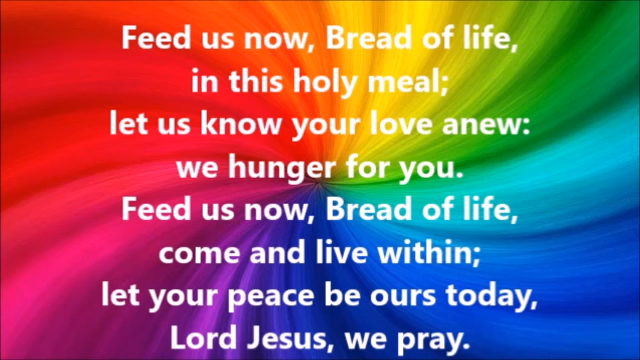 Feed us now, Bread of life,
in this holy meal;
let us know your love anew:
we hunger for you.
Feed us now, Bread of life,
come and live within;
let your peace be ours today,
Lord Jesus, we pray.